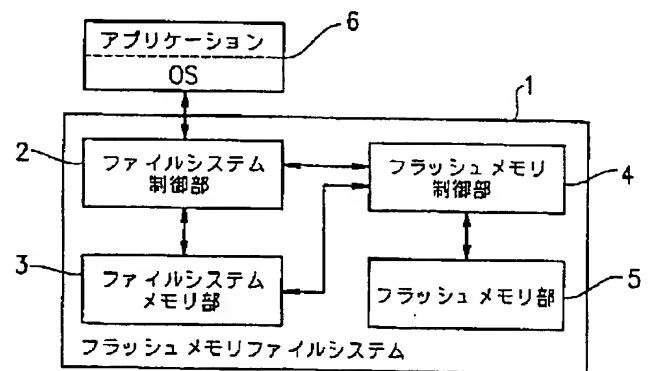 アプリケーション
OS
6
1
2
ファイルシステム
制御部
フラッシュメモリ
制御部
4
3
ファイルシステム
メモリ部
フラッシュメモリ部
5
フラッシュメモリファイルシステム